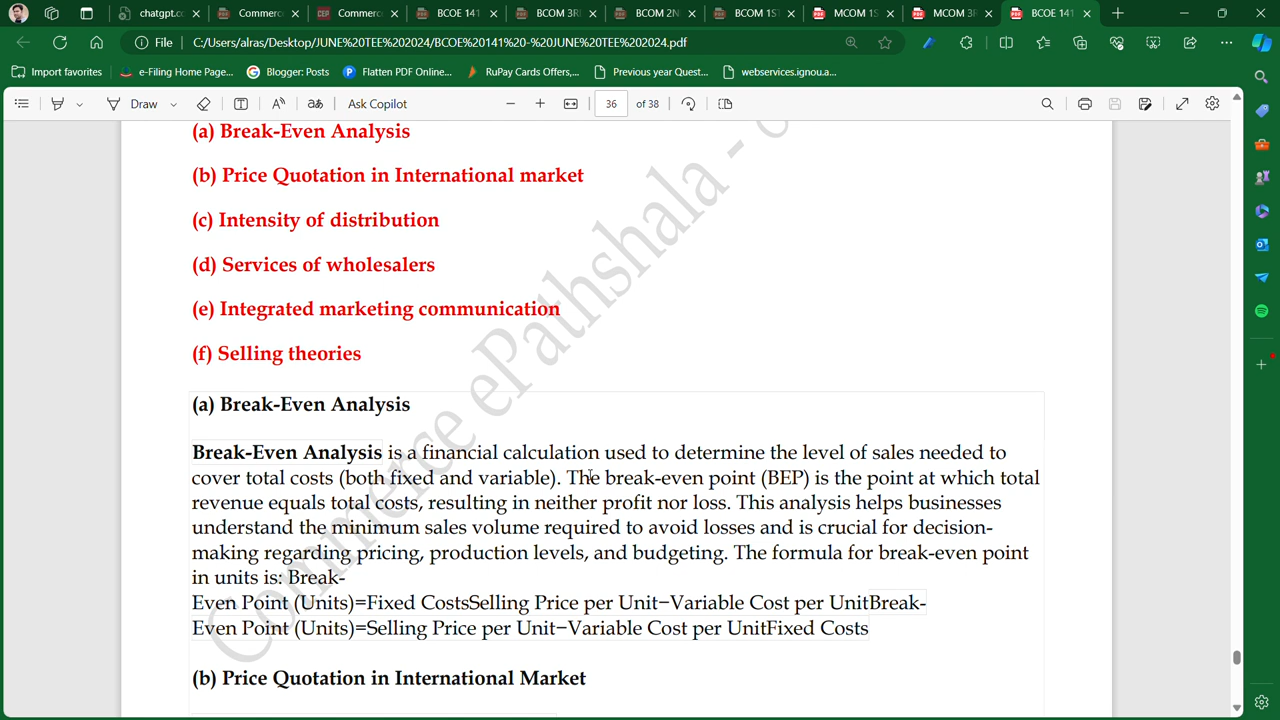 chatgpt.cc
Commerc
Commerc
BCOE 141
BCOM 3RI
BCOM 2N
BCOM 1ST
MCOM 1S
MCOM 3R
BCOE 141
File
C:/Users/alras/Desktop/JUNE%20TEE%202024/BCOE%20141%20-%20JUNE%20TEE%202024.pdf
Import favorites
e-Filing Home Page...
Blogger: Posts
Flatten PDF Online...
RuPay Cards Offers,...
Previous year Quest...
webservices.ignou.a...
Draw
aあ
Ask Copilot
36
of 38
(a) Break-Even Analysis
(b) Price Quotation in International market
(c) Intensity of distribution
(d) Services of wholesalers
(e) Integrated marketing communication
(f) Selling theories
(a) Break-Even Analysis
Break-Even Analysis is a financial calculation used to determine the level of sales needed to
cover total costs (both fixed and variable). The break-even point (BEP) is the point at which total
revenue equals total costs, resulting in neither profit nor loss. This analysis helps businesses
understand the minimum sales volume required to avoid losses and is crucial for decision-
making regarding pricing, production levels, and budgeting. The formula for break-even point
in units is: Break-
Even Point (Units)=Fixed CostsSelling Price per Unit−Variable Cost per UnitBreak-
Even Point (Units)=Selling Price per Unit−Variable Cost per UnitFixed Costs
(b) Price Quotation in International Market
Commerce ePathshala -